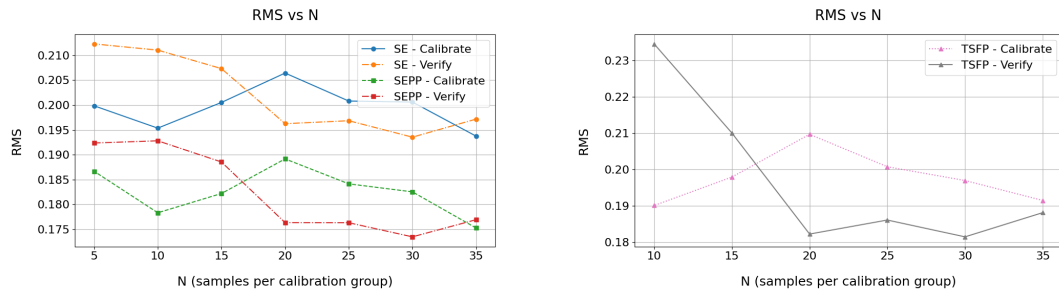 RMS vs N
0.210
0.205
0.200
0.195
0.190
0.185
0.180
0.175
RMS
SE - Calibrate
SE - Verify
SEPP - Calibrate
SEPP - Verify
5 10 15 20 25 30 35
N (samples per calibration group)
RMS vs N
0.23
0.22
0.21
0.20
0.19
0.18
RMS
TSFP - Calibrate
TSFP - Verify
10 15 20 25 30 35
N (samples per calibration group)